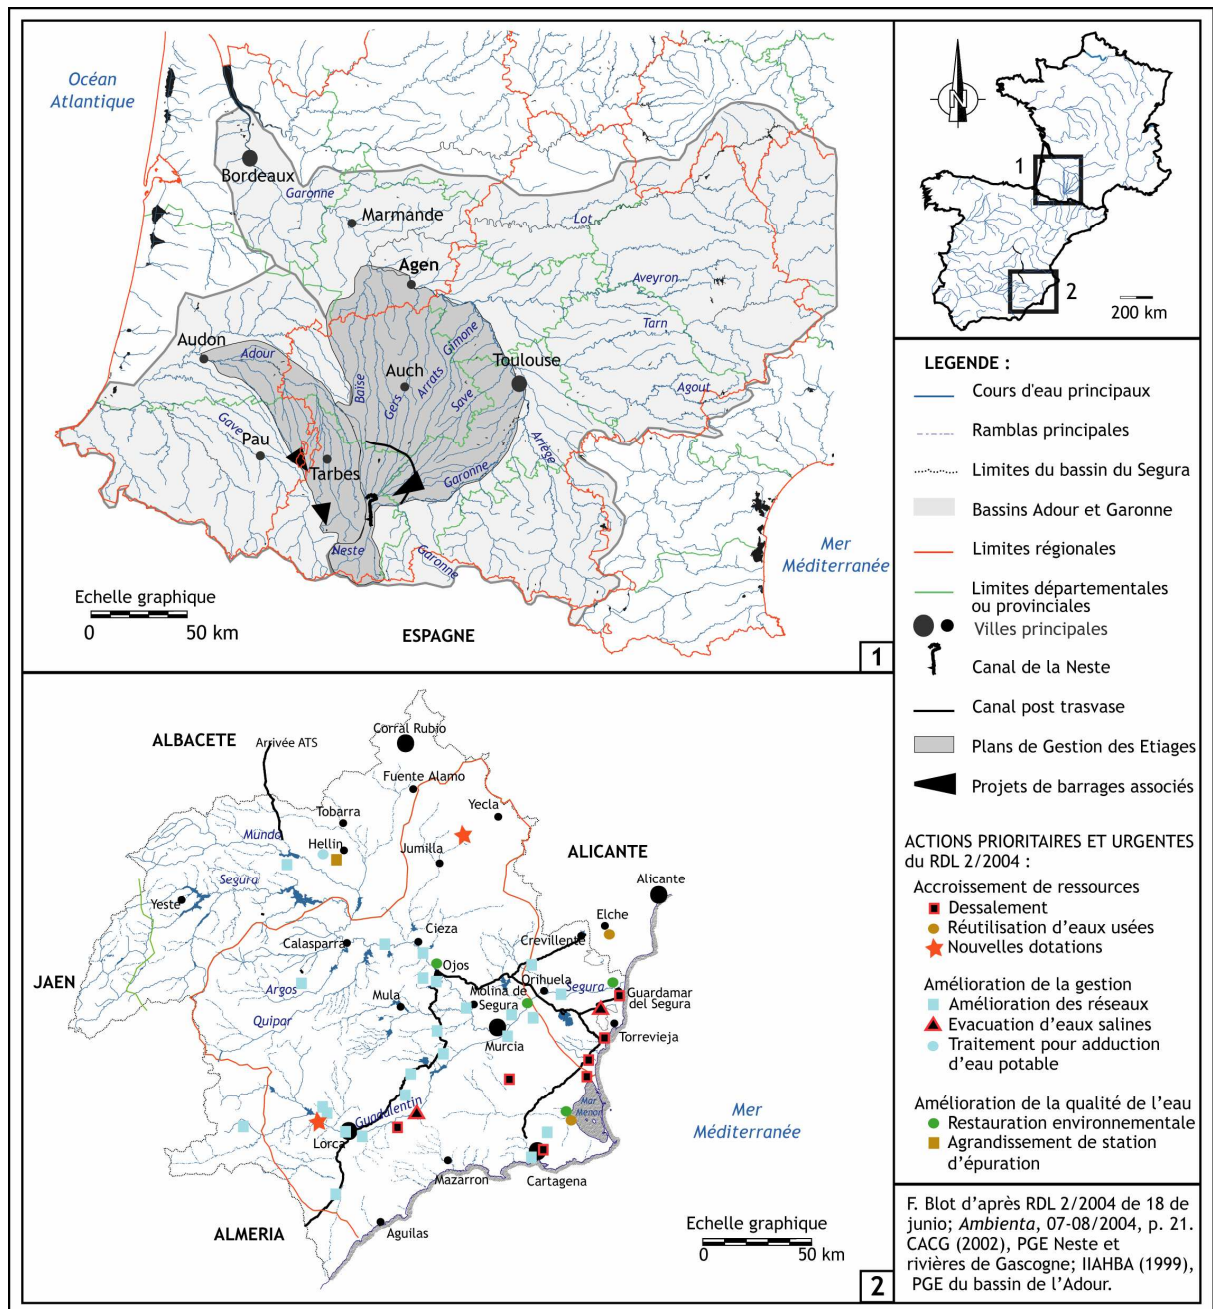 Océan
Atlantique
Bordeaux
Garonne
Marmande
Lot
Agen
Aveyron
Tarn
Audon
Adour
Gimone
Toulouse
Auch
Baïse
Gers
Arrats
Save
Agout
Gave
Pau
Tarbes
Ariège
Garonne
Neste
Garonne
Mer
Méditerranée
Echelle graphique
0 50 km
ESPAGNE
1
N
1
2
200 km
LEGENDE :
Cours d'eau principaux
Ramblas principales
Limites du bassin du Segura
Bassins Adour et Garonne
Limites régionales
Limites départementales
ou provinciales
Villes principales
Canal de la Neste
Canal post trasvase
Plans de Gestion des Etiages
Projets de barrages associés
ACTIONS PRIORITAIRES ET URGENTES
du RDL 2/2004 :
Accroissement de ressources
Dessalement
Réutilisation d'eaux usées
Nouvelles dotations
Amélioration de la gestion
Amélioration des réseaux
Evacuation d'eaux salines
Traitement pour adduction
d'eau potable
Amélioration de la qualité de l'eau
Restauration environnementale
Agrandissement de station
d'épuration
F. Blot d'après RDL 2/2004 de 18 de
junio; Ambienta, 07-08/2004, p. 21.
CACG (2002), PGE Neste et
rivières de Gascogne; IIAHBA (1999),
PGE du bassin de l'Adour.
ALBACETE
Arrivée ATS
Corral Rubio
Fuente Alamo
Yecla
Tobarra
Mundo
Hellin
Jumilla
ALICANTE
Alicante
Segura
Yeste
Elche
Cieza
Crevillente
Calasparra
JAEN
Ojos
Orihuela
Segura
Argos
Molina de
Segura
Guardamar
del Segura
Mula
Quipar
Murcia
Torrevieja
Mar
Menor
Guadalentin
Lorca
Mer
Méditerranée
Mazarron
Cartagena
ALMERIA
Aguilas
Echelle graphique
0 50 km
2